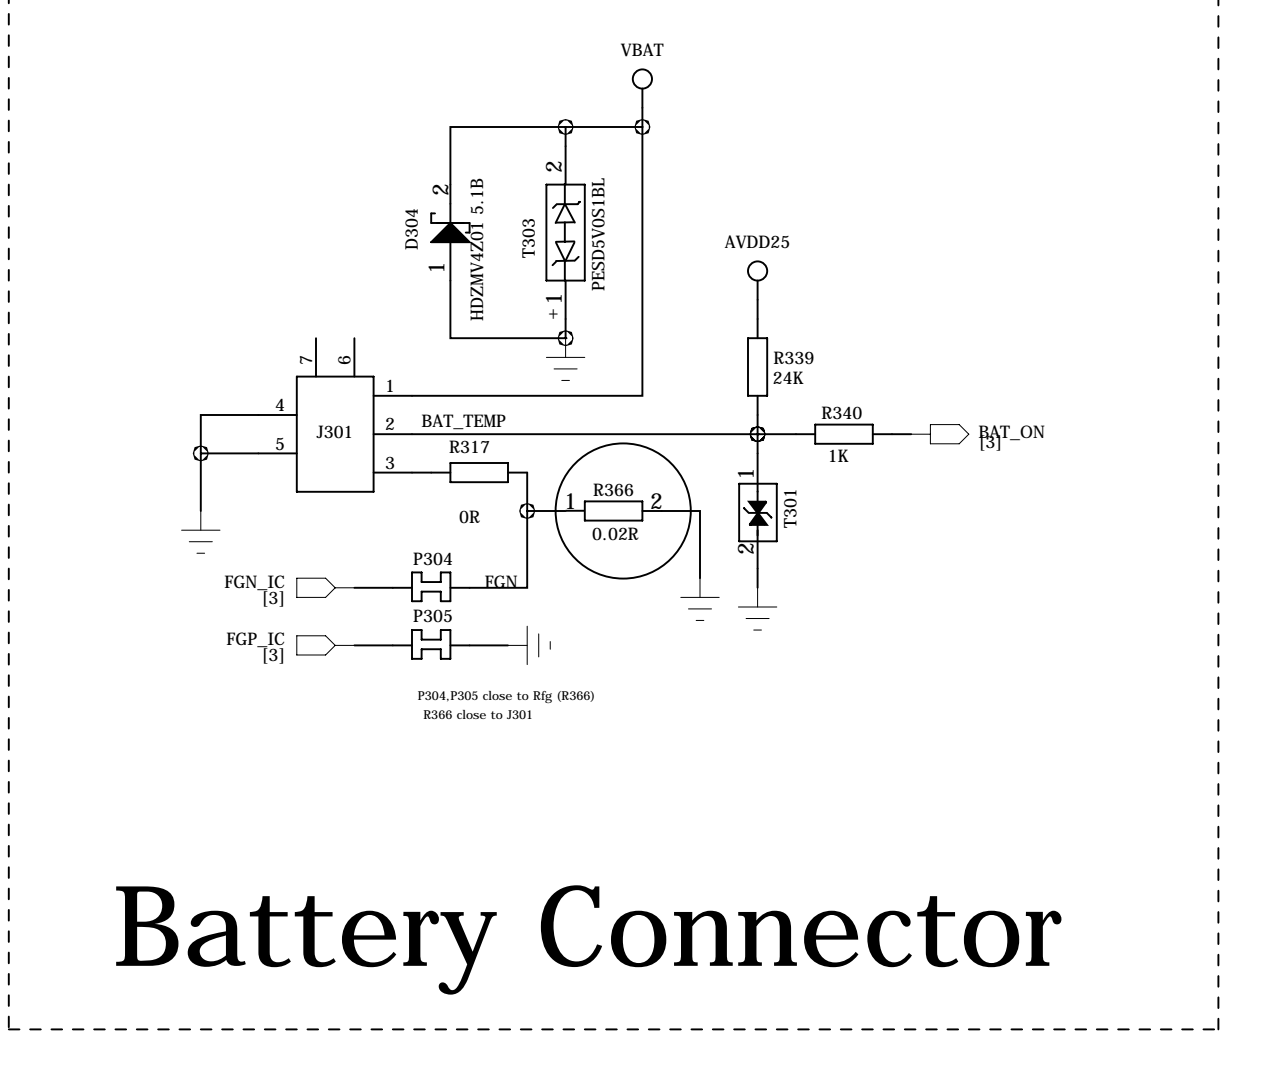 VBAT
2
2
D304
HDZMV4Z01 5.1B
T303
PESD5V0S1BL
1
+1
AVDD25
R339
24K
7
6
4
5
J301
1
2
3
BAT_TEMP
R317
0R
R340
1K
BAT_ON
[3]
1
T301
2
1
R366
2
0.02R
P304
FGN_IC
[3]
FGN
P305
FGP_IC
[3]
P304,P305 close to Rfg (R366)
R366 close to J301
Battery Connector